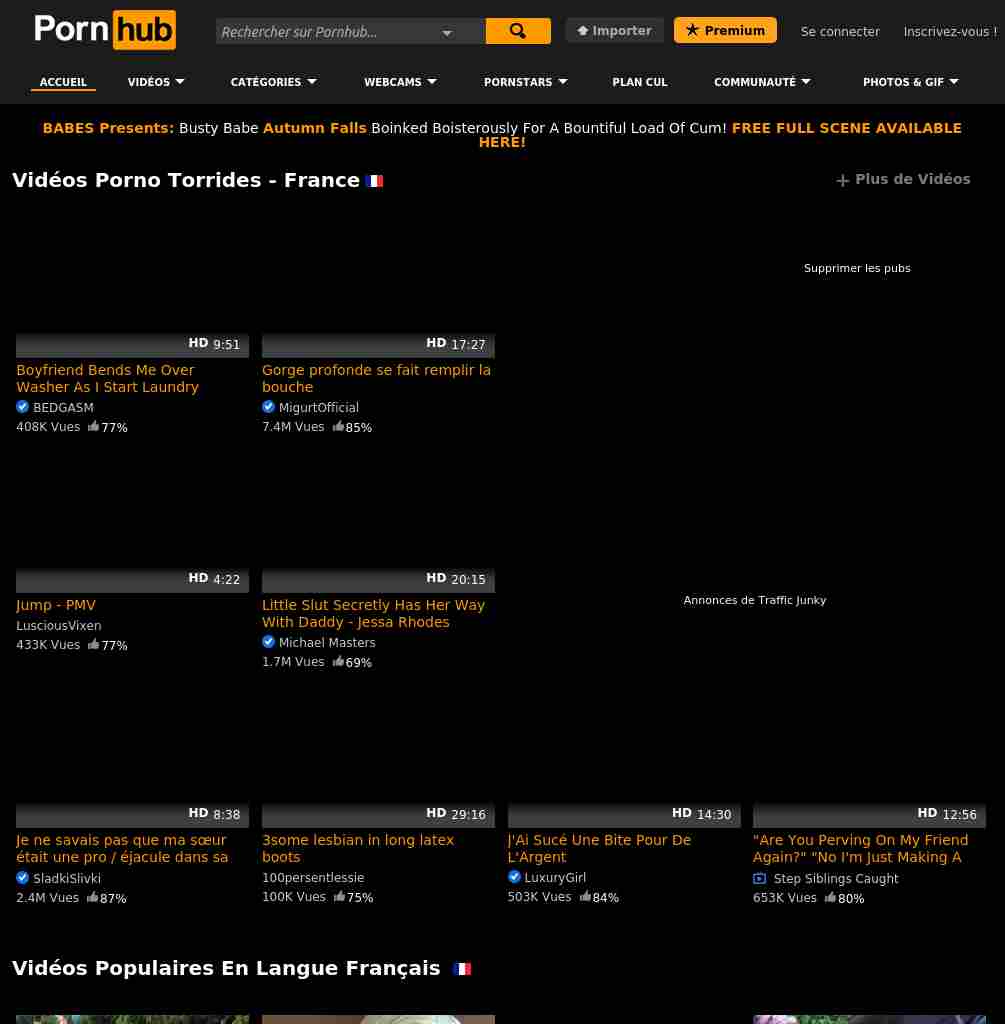 Porn hub
Rechercher sur Pornhub...
Importer
Premium
Se connecter
Inscrivez-vous !
ACCUEIL
VIDÉOS
CATÉGORIES
WEBCAMS
PORNSTARS
PLAN CUL
COMMUNAUTÉ
PHOTOS & GIF
BABES Presents: Busty Babe Autumn Falls Boinked Boisterously For A Bountiful Load Of Cum! FREE FULL SCENE AVAILABLE
HERE!
Vidéos Porno Torrides - France
+ Plus de Vidéos
Supprimer les pubs
HD 9:51
Boyfriend Bends Me Over
Washer As I Start Laundry
BEDGASM
408K Vues 77%
HD 17:27
Gorge profonde se fait remplir la
bouche
MigurtOfficial
7.4M Vues 85%
HD 4:22
Jump - PMV
LusciousVixen
433K Vues 77%
HD 20:15
Little Slut Secretly Has Her Way
With Daddy - Jessa Rhodes
Michael Masters
1.7M Vues 69%
Annonces de Traffic Junky
HD 8:38
Je ne savais pas que ma sœur
était une pro / éjacule dans sa
SladkiSlivki
2.4M Vues 87%
HD 29:16
3some lesbian in long latex
boots
100persentlessie
100K Vues 75%
HD 14:30
J'Ai Sucé Une Bite Pour De
L'Argent
LuxuryGirl
503K Vues 84%
HD 12:56
"Are You Perving On My Friend
Again?" "No I'm Just Making A
Step Siblings Caught
653K Vues 80%
Vidéos Populaires En Langue Français